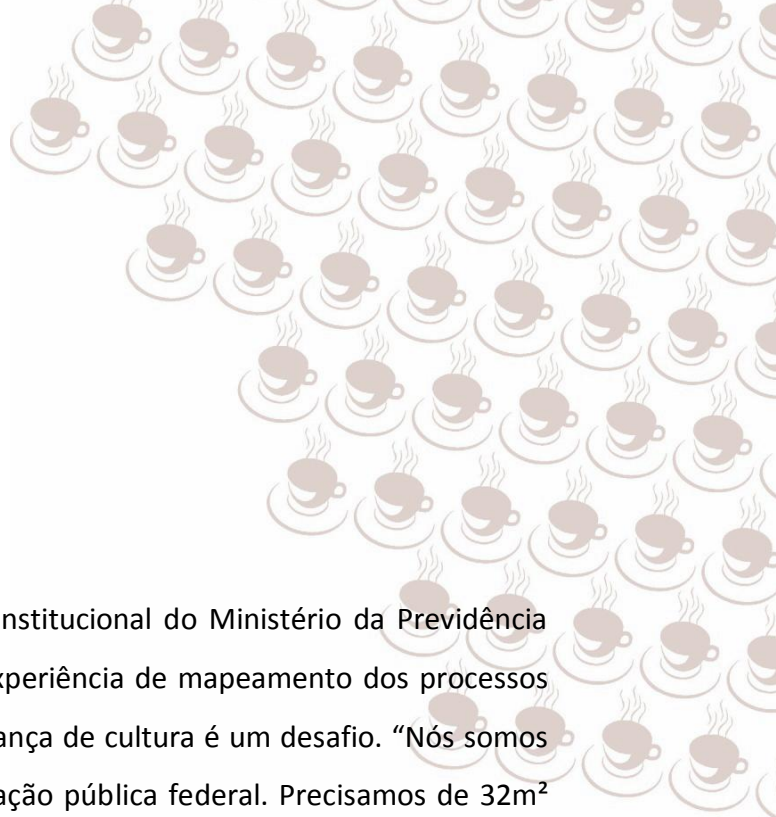 nstitucional do Ministério da Previdência
xperiência de mapeamento dos processos
ança de cultura é um desafio. “Nós somos
ação pública federal. Precisamos de 32m²